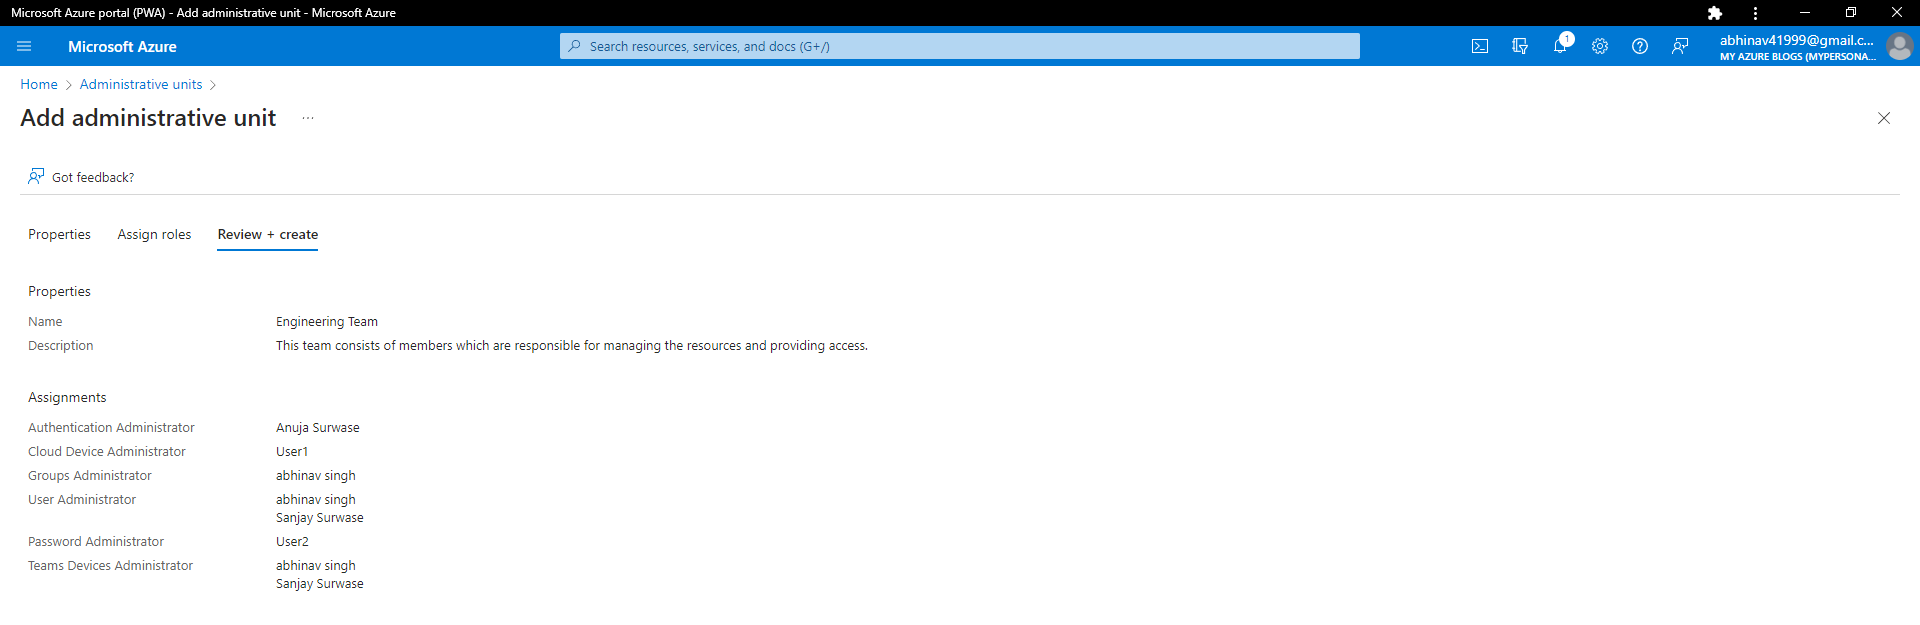 Microsoft Azure portal (PWA) - Add administrative unit - Microsoft Azure
Microsoft Azure
Search resources, services, and docs (G+/)
1
abhinav41999@gmail.c...
MY AZURE BLOGS (MYPERSONA...
Home > Administrative units >
Add administrative unit ...
Got feedback?
Properties Assign roles Review + create
Properties
Name Engineering Team
Description This team consists of members which are responsible for managing the resources and providing access.
Assignments
Authentication Administrator Anuja Surwase
Cloud Device Administrator User1
Groups Administrator abhinav singh
User Administrator abhinav singh
Sanjay Surwase
Password Administrator User2
Teams Devices Administrator abhinav singh
Sanjay Surwase